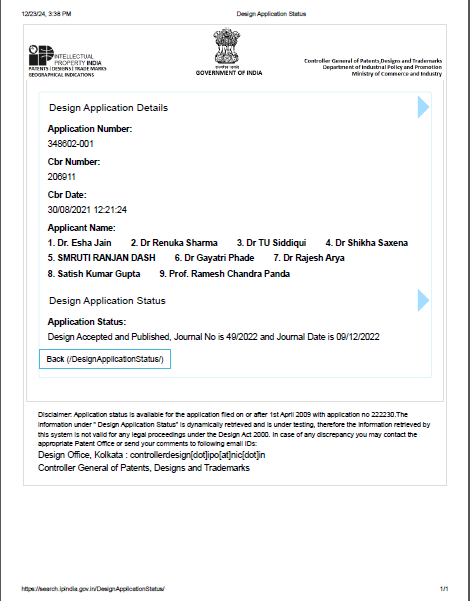 12/23/24, 3:38 PM Design Application Status
INTELLECTUAL
PROPERTY INDIA
PATENTS | DESIGNS | TRADE MARKS
GEOGRAPHICAL INDICATIONS
सत्यमेव जयते
GOVERNMENT OF INDIA
Controller General of Patents,Designs and Trademarks
Department of Industrial Policy and Promotion
Ministry of Commerce and Industry
Design Application Details
Application Number:
348602-001
Cbr Number:
206911
Cbr Date:
30/08/2021 12:21:24
Applicant Name:
1. Dr. Esha Jain 2. Dr Renuka Sharma 3. Dr TU Siddiqui 4. Dr Shikha Saxena
5. SMRUTI RANJAN DASH 6. Dr Gayatri Phade 7. Dr Rajesh Arya
8. Satish Kumar Gupta 9. Prof. Ramesh Chandra Panda
Design Application Status
Application Status:
Design Accepted and Published, Journal No is 49/2022 and Journal Date is 09/12/2022
Back (/DesignApplicationStatus/)
Disclaimer: Application status is available for the application filed on or after 1st April 2009 with application no 222230.The
information under " Design Application Status" is dynamically retrieved and is under testing, therefore the information retrieved by
this system is not valid for any legal proceedings under the Design Act 2000. In case of any discrepancy you may contact the
appropriate Patent Office or send your comments to following email IDs:
Design Office, Kolkata : controllerdesign[dot]ipo[at]nic[dot]in
Controller General of Patents, Designs and Trademarks
https://search.ipindia.gov.in/DesignApplicationStatus/ 1/1